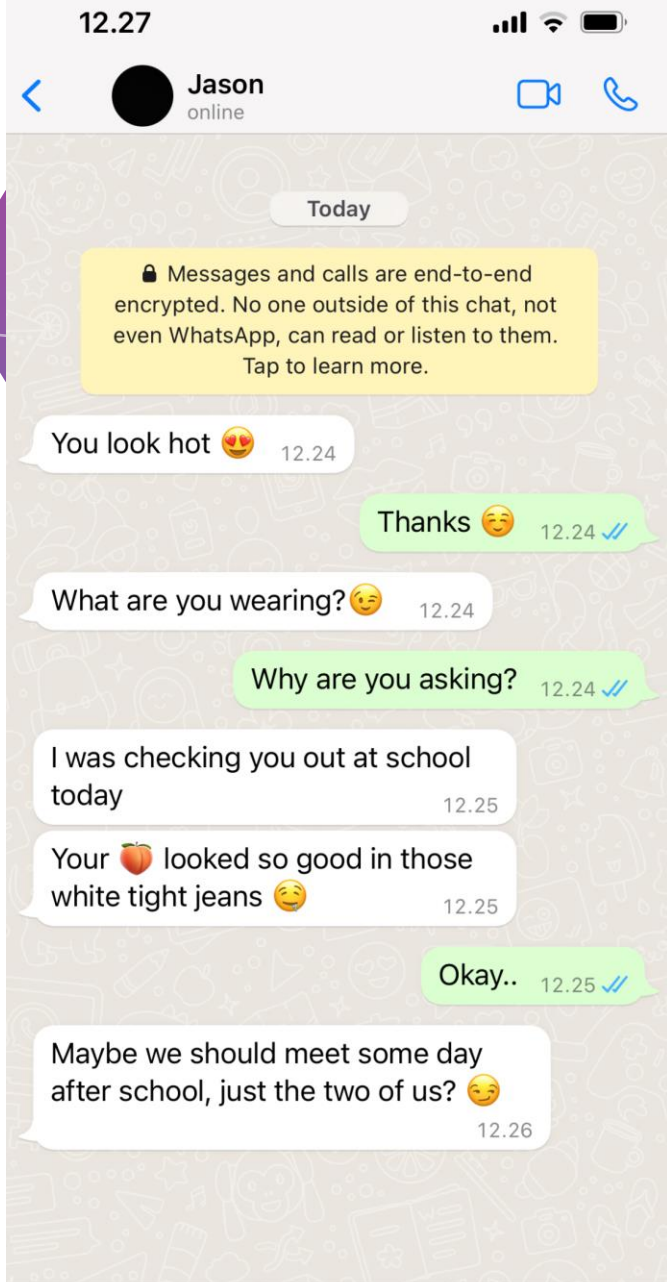 12.27
Jason
online
Today
🔒 Messages and calls are end-to-end
encrypted. No one outside of this chat, not
even WhatsApp, can read or listen to them.
Tap to learn more.
You look hot 😍 12.24
Thanks ☺️ 12.24
What are you wearing?😉 12.24
Why are you asking? 12.24
I was checking you out at school
today 12.25
Your 🍑 looked so good in those
white tight jeans 🤤 12.25
Okay.. 12.25
Maybe we should meet some day
after school, just the two of us? 😏
12.26